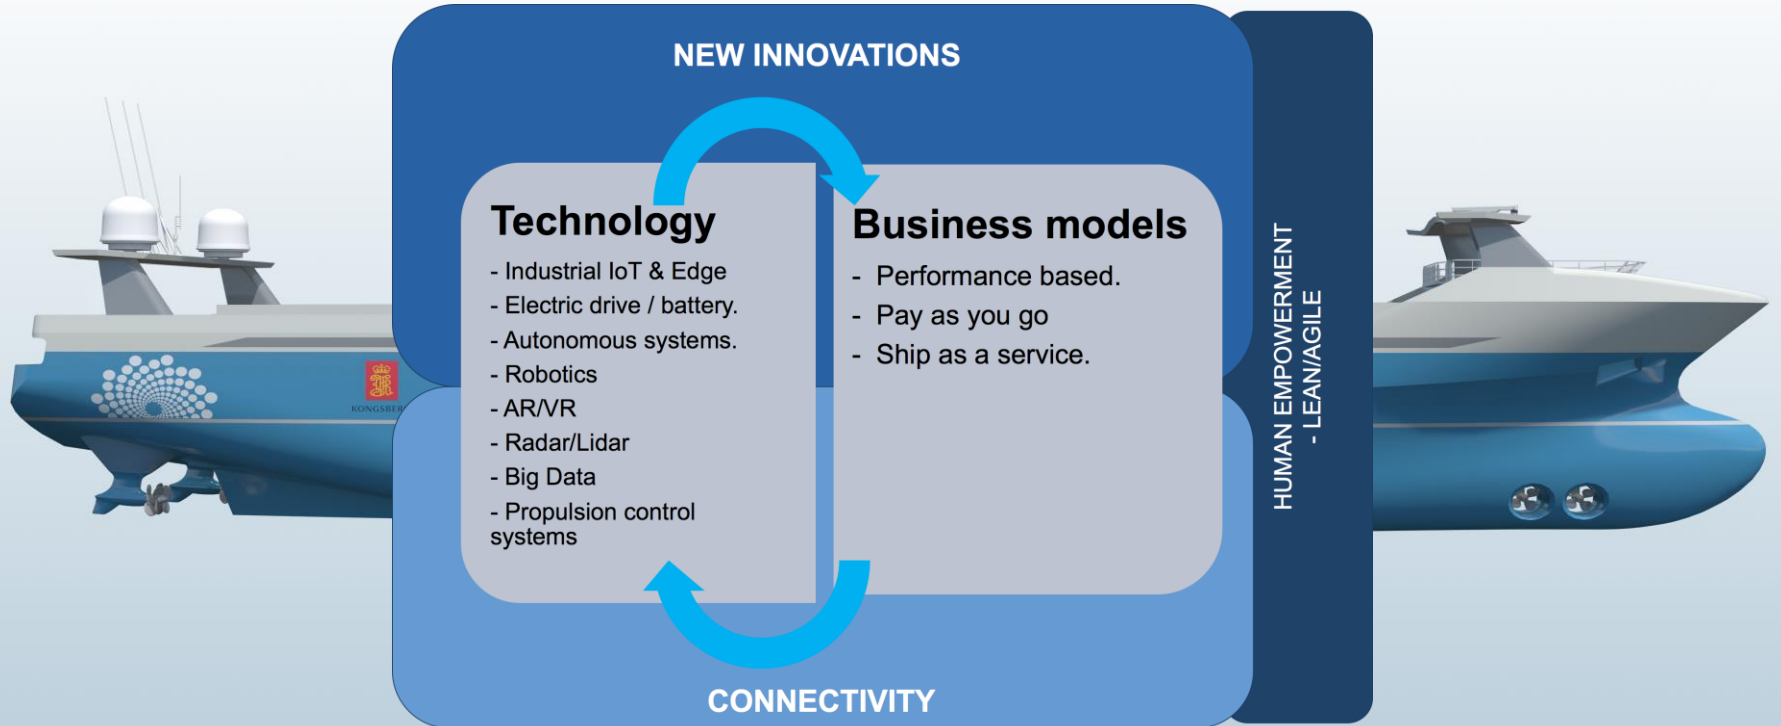 NEW INNOVATIONS
Technology
- Industrial IoT & Edge
- Electric drive / battery.
- Autonomous systems.
- Robotics
- AR/VR
- Radar/Lidar
- Big Data
- Propulsion control
systems
Business models
- Performance based.
- Pay as you go
- Ship as a service.
CONNECTIVITY
HUMAN EMPOWERMENT
- LEAN/AGILE
KONGSBER